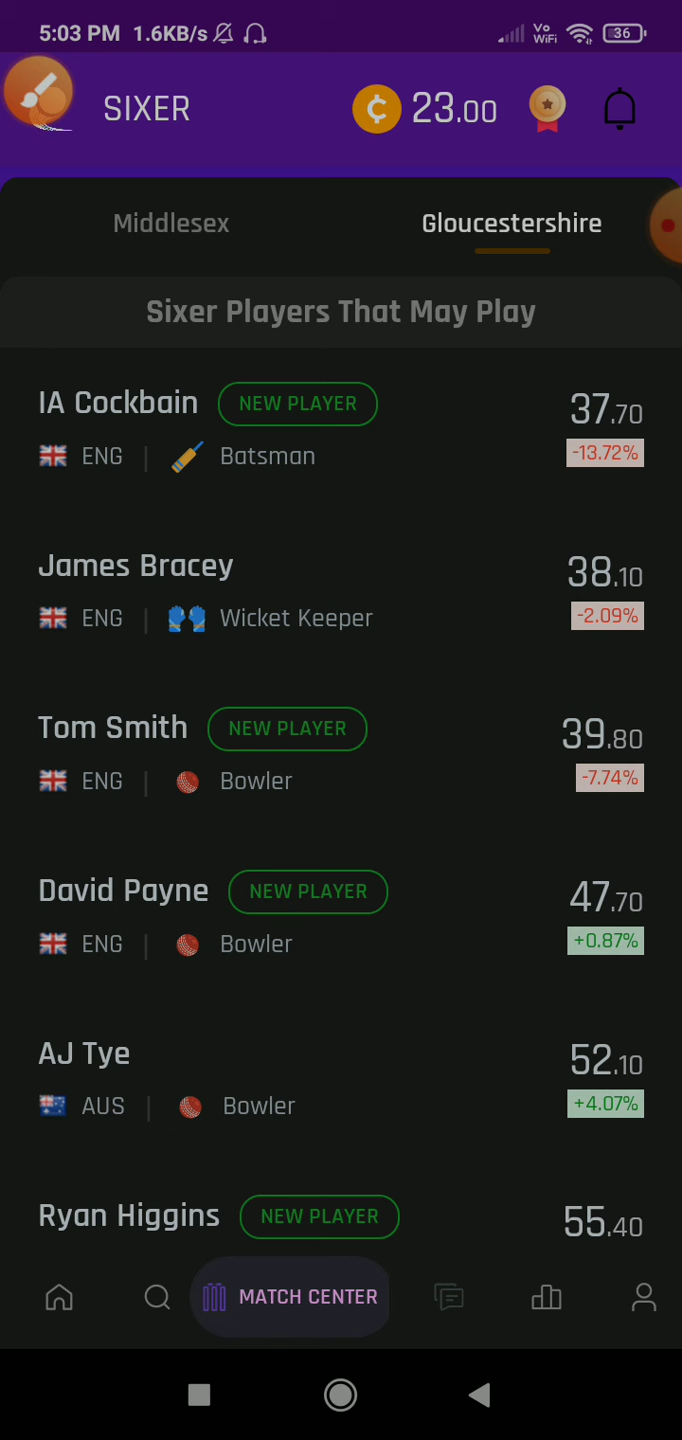 5:03 PM 1.6KB/s Vo WiFi 36
SIXER ¢ 23.00
Middlesex Gloucestershire
Sixer Players That May Play
IA Cockbain NEW PLAYER 37.70
ENG | Batsman -13.72%
James Bracey 38.10
ENG | Wicket Keeper -2.09%
Tom Smith NEW PLAYER 39.80
ENG | Bowler -7.74%
David Payne NEW PLAYER 47.70
ENG | Bowler +0.87%
AJ Tye 52.10
AUS | Bowler +4.07%
Ryan Higgins NEW PLAYER 55.40
MATCH CENTER